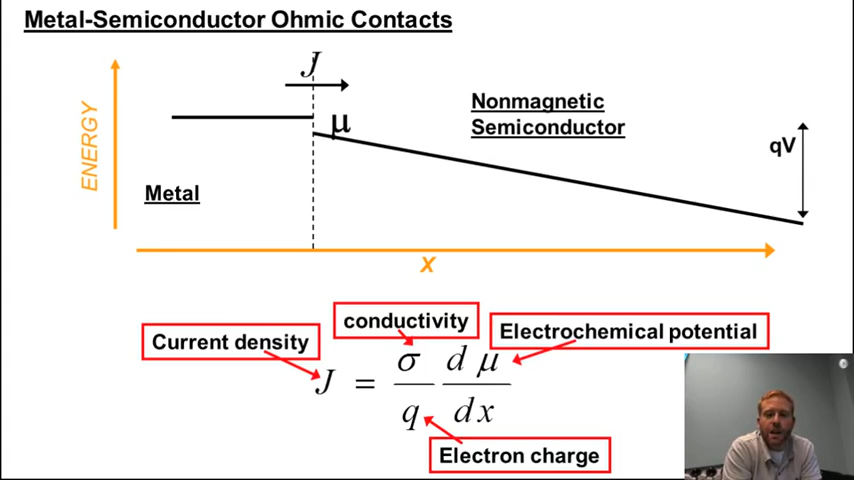 Metal-Semiconductor Ohmic Contacts
J
μ
Nonmagnetic
Semiconductor
qV
ENERGY
Metal
X
conductivity
Current density
Electrochemical potential
J = σ/q dμ/dx
Electron charge